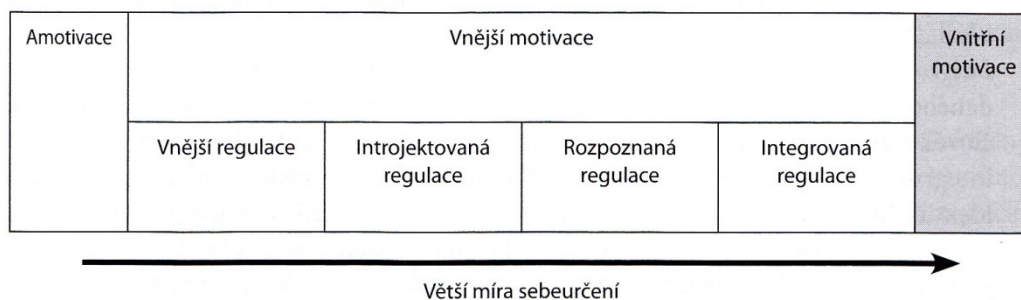 Amotivace
Vnější motivace
Vnitřní
motivace
Vnější regulace
Introjektovaná
regulace
Rozpoznaná
regulace
Integrovaná
regulace
Větší míra sebeurčení